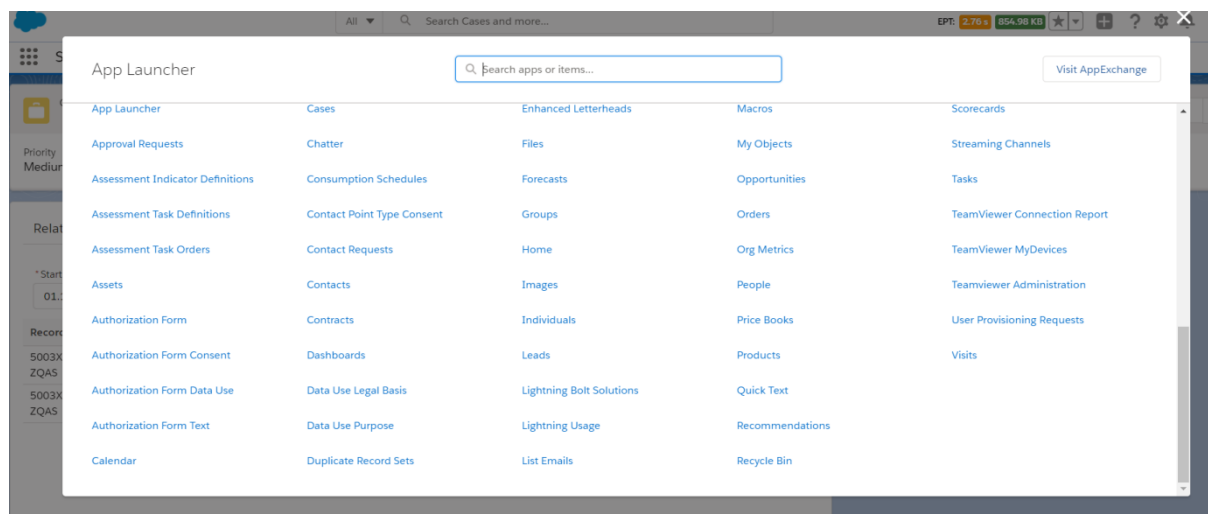 All
Search Cases and more...
EPT: 2.76 s 854.98 KB
S
App Launcher
Search apps or items...
Visit AppExchange
App Launcher Cases Enhanced Letterheads Macros Scorecards
Approval Requests Chatter Files My Objects Streaming Channels
Priority
Medium
Assessment Indicator Definitions Consumption Schedules Forecasts Opportunities Tasks
Assessment Task Definitions Contact Point Type Consent Groups Orders TeamViewer Connection Report
Relat
Assessment Task Orders Contact Requests Home Org Metrics TeamViewer MyDevices
*Start
Assets Contacts Images People Teamviewer Administration
01.
Authorization Form Contracts Individuals Price Books User Provisioning Requests
Record
Authorization Form Consent Dashboards Leads Products Visits
5003X
ZQAS
Authorization Form Data Use Data Use Legal Basis Lightning Bolt Solutions Quick Text
5003X
ZQAS
Authorization Form Text Data Use Purpose Lightning Usage Recommendations
Calendar Duplicate Record Sets List Emails Recycle Bin